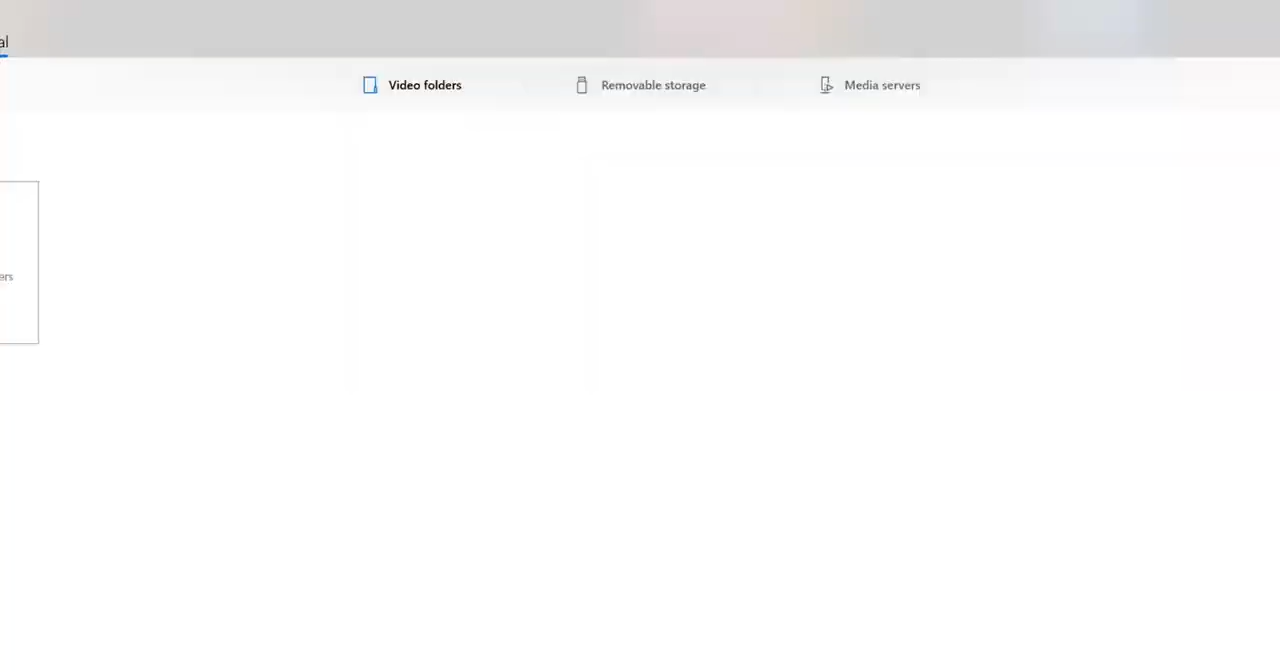 al
Video folders
Removable storage
Media servers
ers